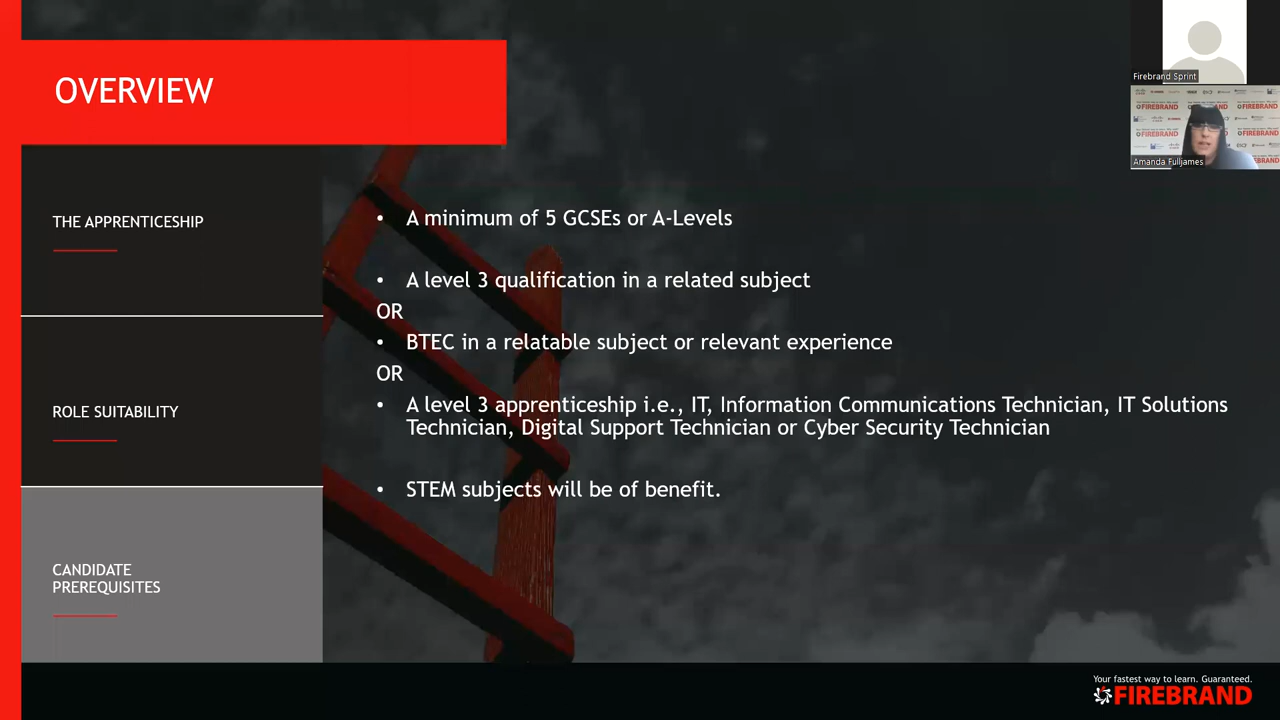 OVERVIEW
Firebrand Sprint
FIREBRAND
Amanda Fulljames
THE APPRENTICESHIP
ROLE SUITABILITY
CANDIDATE
PREREQUISITES
• A minimum of 5 GCSEs or A-Levels
• A level 3 qualification in a related subject
OR
• BTEC in a relatable subject or relevant experience
OR
• A level 3 apprenticeship i.e., IT, Information Communications Technician, IT Solutions
Technician, Digital Support Technician or Cyber Security Technician
• STEM subjects will be of benefit.
Your fastest way to learn. Guaranteed.
FIREBRAND